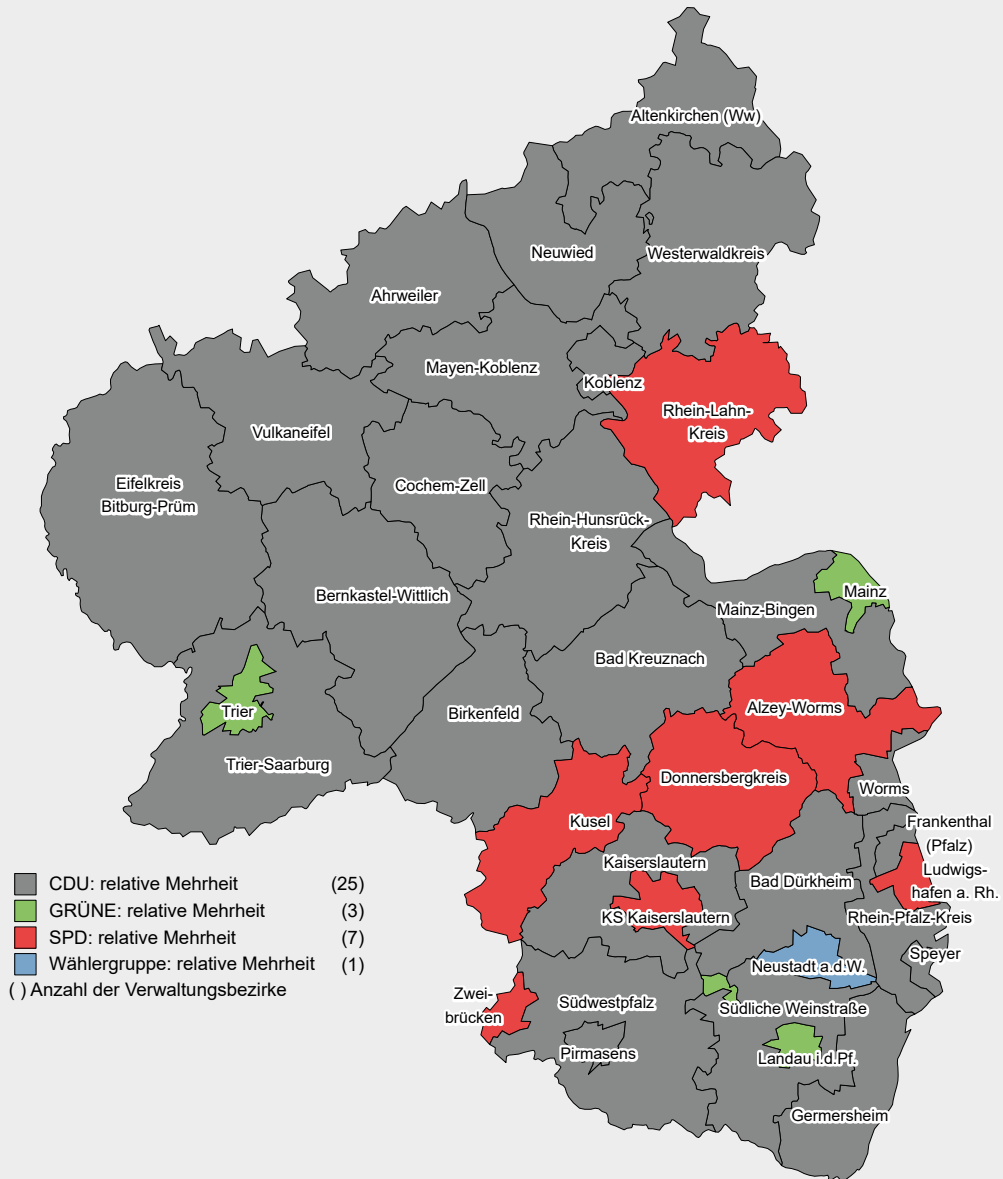 Altenkirchen (Ww)
Neuwied
Westerwaldkreis
Ahrweiler
Mayen-Koblenz
Koblenz
Rhein-Lahn-
Kreis
Vulkaneifel
Cochem-Zell
Eifelkreis
Bitburg-Prüm
Rhein-Hunsrück-
Kreis
Bernkastel-Wittlich
Mainz
Mainz-Bingen
Bad Kreuznach
Trier
Birkenfeld
Alzey-Worms
Trier-Saarburg
Donnersbergkreis
Worms
Kusel
Frankenthal
(Pfalz)
Kaiserslautern
Ludwigs-
hafen a. Rh.
Bad Dürkheim
KS Kaiserslautern
Rhein-Pfalz-Kreis
Speyer
Neustadt a.d.W.
Zwei-
brücken
Südwestpfalz
Südliche Weinstraße
Pirmasens
Landau i.d.Pf.
Germersheim
CDU: relative Mehrheit (25)
GRÜNE: relative Mehrheit (3)
SPD: relative Mehrheit (7)
Wählergruppe: relative Mehrheit (1)
( ) Anzahl der Verwaltungsbezirke